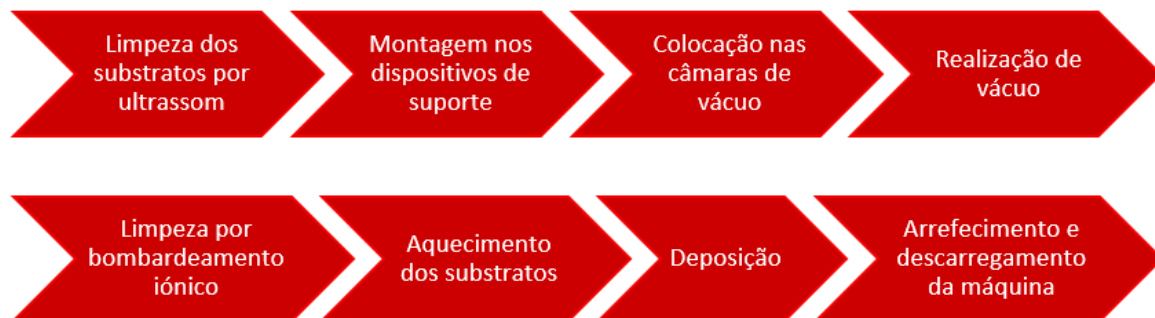 Limpeza dos
substratos por
ultrassom
Montagem nos
dispositivos de
suporte
Colocação nas
câmaras de
vácuo
Realização de
vácuo
Limpeza por
bombardeamento
iónico
Aquecimento
dos substratos
Deposição
Arrefecimento e
descarregamento
da máquina